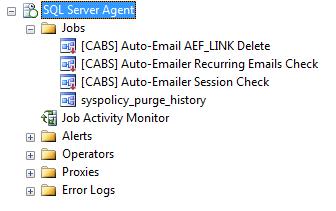 SQL Server Agent
Jobs
[CABS] Auto-Email AEF_LINK Delete
[CABS] Auto-Emailer Recurring Emails Check
[CABS] Auto-Emailer Session Check
syspolicy_purge_history
Job Activity Monitor
Alerts
Operators
Proxies
Error Logs